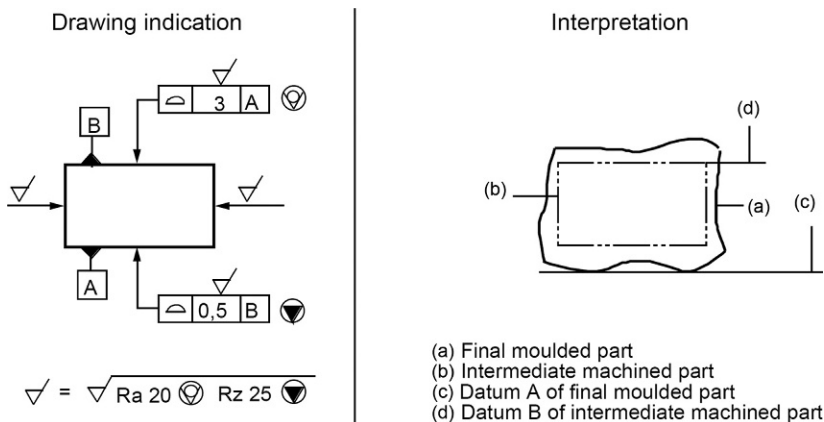 Drawing indication
Interpretation
3 A
B
A
0,5 B
= Ra 20 Rz 25
(d)
(b)
(a)
(c)
(a) Final moulded part
(b) Intermediate machined part
(c) Datum A of final moulded part
(d) Datum B of intermediate machined part